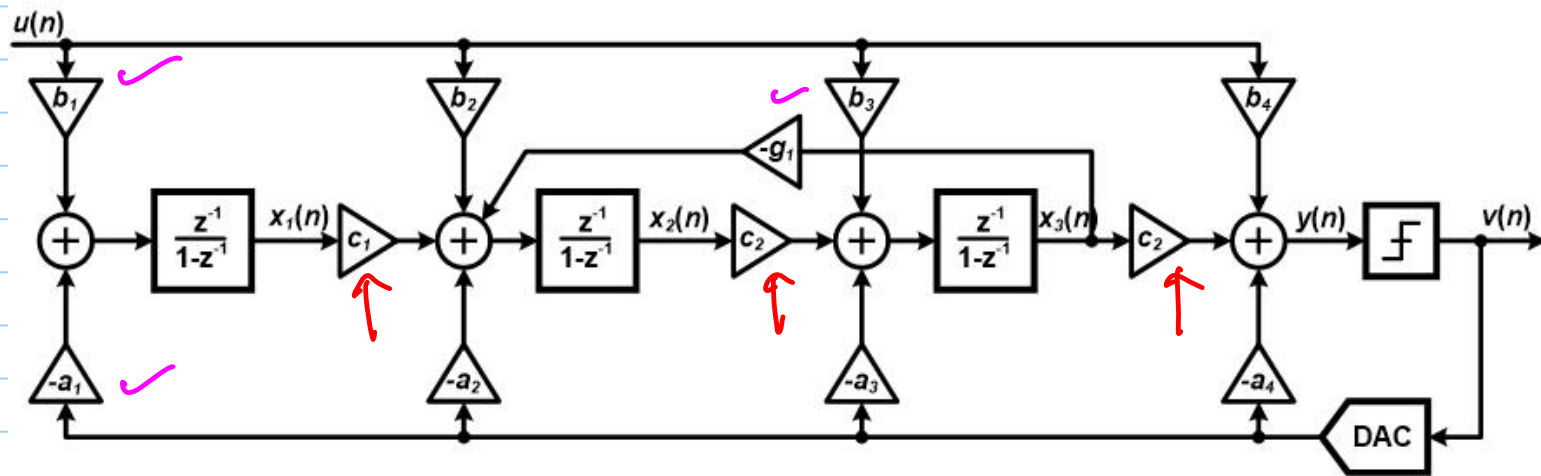 u(n)
b₁ b₂ b₃ b₄
-g₁
z⁻¹ x₁(n) c₁ z⁻¹ x₂(n) c₂ z⁻¹ x₃(n) c₂ y(n) v(n)
1-z⁻¹ 1-z⁻¹ 1-z⁻¹
-a₁ -a₂ -a₃ -a₄
DAC